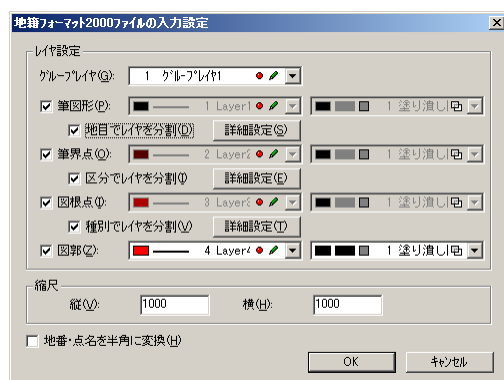 地籍フォーマット2000ファイルの入力設定
レイヤ設定
グループレイヤ(G): 1 グループレイヤ1
筆図形(P): 1 Layer1 1 塗り潰し
地目でレイヤを分割(D) 詳細設定(S)
筆界点(O): 2 Layer2 1 塗り潰し
区分でレイヤを分割(I) 詳細設定(E)
図根点(I): 3 Layer3 1 塗り潰し
種別でレイヤを分割(V) 詳細設定(T)
図郭(Z): 4 Layer4 1 塗り潰し
縮尺
縦(V): 1000 横(H): 1000
地番・点名を半角に変換(H)
OK キャンセル